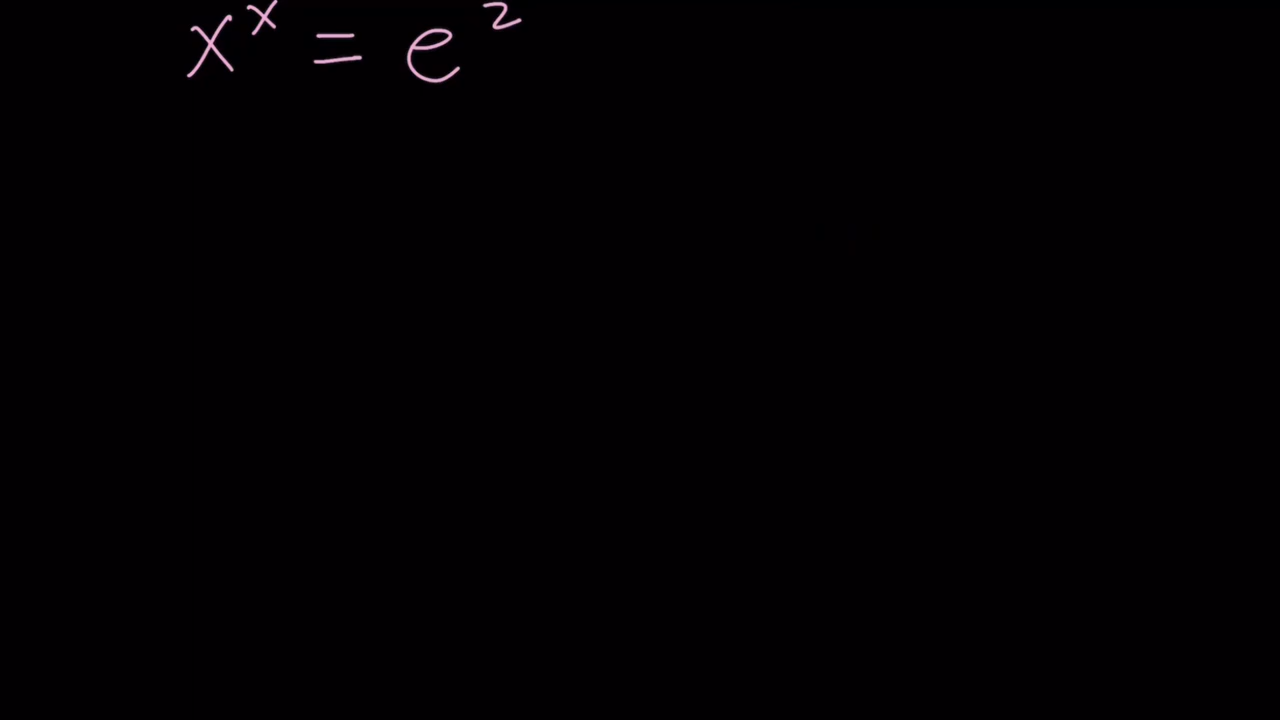 x^x = e^2